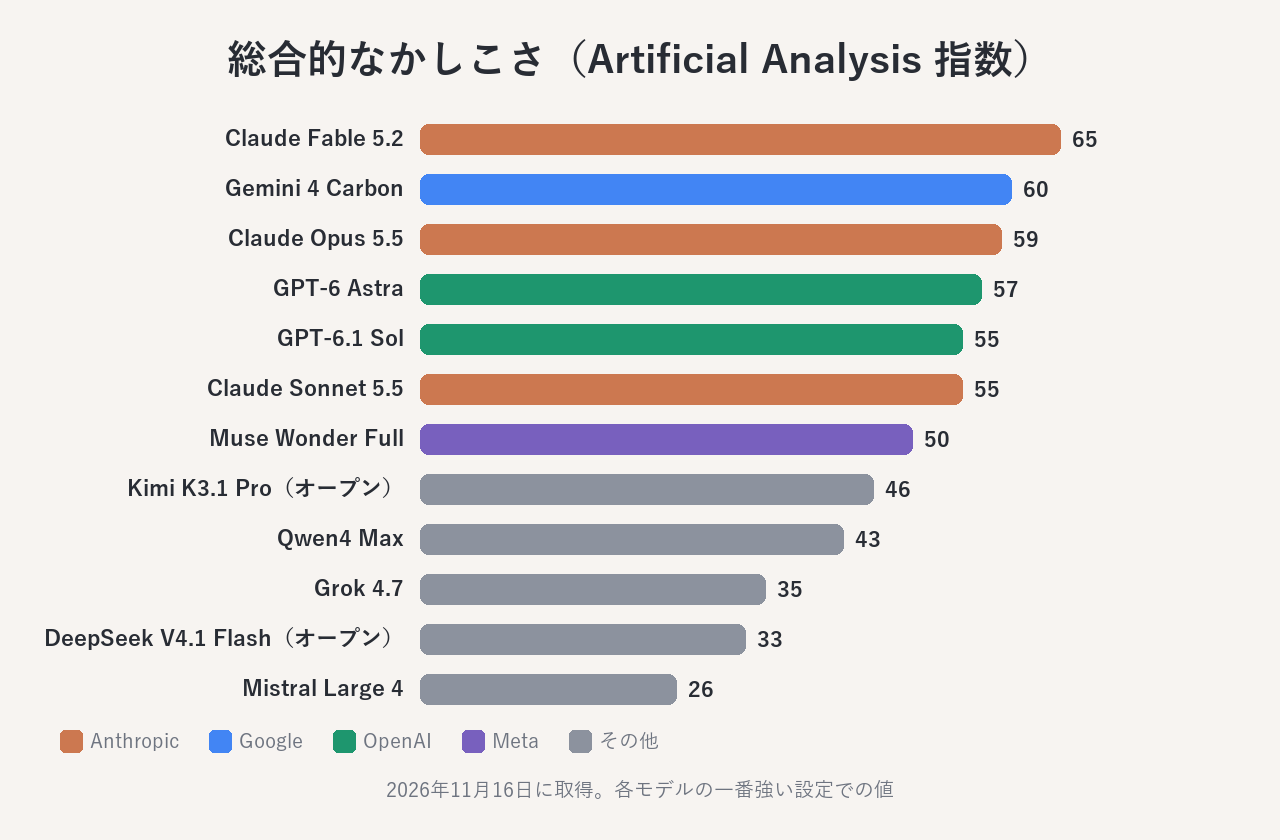 総合的なかしこさ（Artificial Analysis 指数）
Claude Fable 5.2 65
Gemini 4 Carbon 60
Claude Opus 5.5 59
GPT-6 Astra 57
GPT-6.1 Sol 55
Claude Sonnet 5.5 55
Muse Wonder Full 50
Kimi K3.1 Pro（オープン） 46
Qwen4 Max 43
Grok 4.7 35
DeepSeek V4.1 Flash（オープン） 33
Mistral Large 4 26
Anthropic Google OpenAI Meta その他
2026年11月16日に取得。各モデルの一番強い設定での値